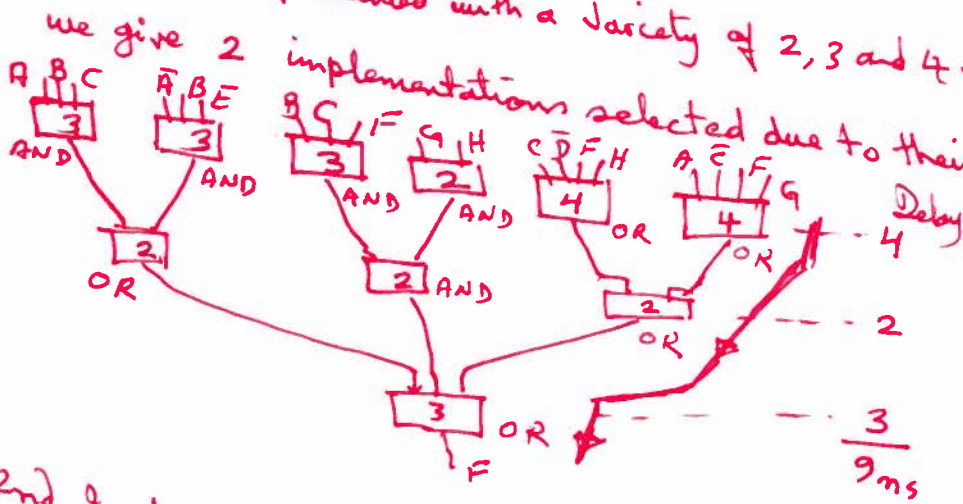 with a variety of 2, 3 and 4
we give 2 implementations selected due to their
A B C Ā B Ē B C F G H C D̄ F H A C̄ F G
3 3 3 2 4 4
AND AND AND AND OR OR
Delay
4
2 2 2
OR AND OR
2
3 OR
3
9ns
F
2nd